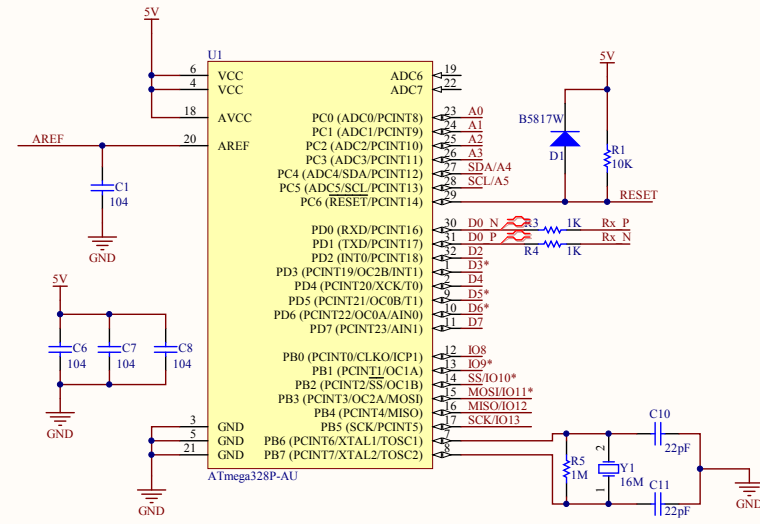 5V
U1
6 VCC ADC6 19
4 VCC ADC7 22
18 AVCC PC0 (ADC0/PCINT8) 23 A0
PC1 (ADC1/PCINT9) 24 A1
AREF 20 AREF PC2 (ADC2/PCINT10) 25 A2
PC3 (ADC3/PCINT11) 26 A3
PC4 (ADC4/SDA/PCINT12) 27 SDA/A4
PC5 (ADC5/SCL/PCINT13) 28 SCL/A5
PC6 (RESET/PCINT14) 29 RESET
5V
B5817W
D1
R1
10K
C1
104
GND
PD0 (RXD/PCINT16) 30 D0_N R3 1K Rx_P
PD1 (TXD/PCINT17) 31 D0_P R4 1K Rx_N
PD2 (INT0/PCINT18) 32 D2
PD3 (PCINT19/OC2B/INT1) 1 D3*
PD4 (PCINT20/XCK/T0) 2 D4
PD5 (PCINT21/OC0B/T1) 9 D5*
PD6 (PCINT22/OC0A/AIN0) 10 D6*
PD7 (PCINT23/AIN1) 11 D7
5V
C6 C7 C8
104 104 104
GND
PB0 (PCINT0/CLKO/ICP1) 12 IO8
PB1 (PCINT1/OC1A) 13 IO9*
PB2 (PCINT2/SS/OC1B) 14 SS/IO10*
PB3 (PCINT3/OC2A/MOSI) 15 MOSI/IO11*
PB4 (PCINT4/MISO) 16 MISO/IO12
3 GND PB5 (SCK/PCINT5) 17 SCK/IO13
5 GND PB6 (PCINT6/XTAL1/TOSC1) 7
21 GND PB7 (PCINT7/XTAL2/TOSC2) 8
ATmega328P-AU
GND
R5
1M
2
Y1
16M
1
C10
22pF
C11
22pF
GND